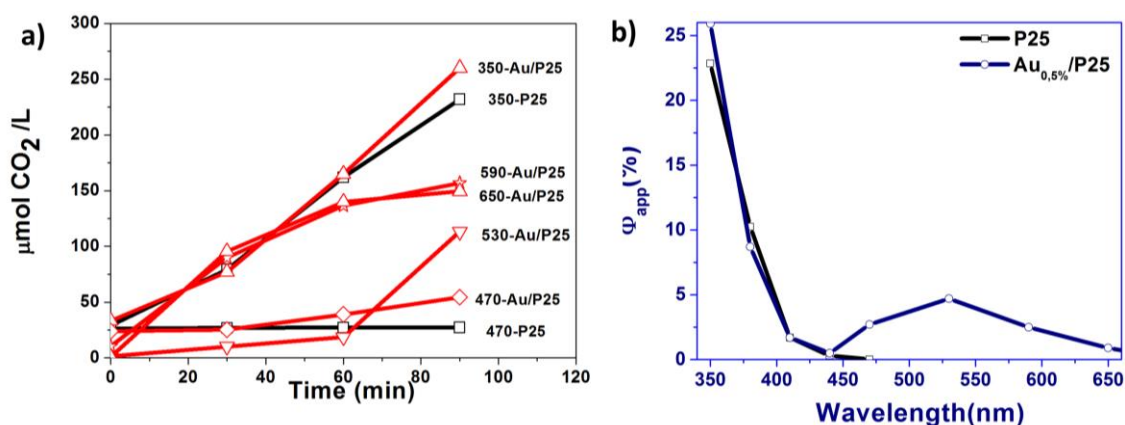 a)
μmol CO₂ /L
300
250
200
150
100
50
0
0 20 40 60 80 100 120
Time (min)
350-Au/P25
350-P25
590-Au/P25
650-Au/P25
530-Au/P25
470-Au/P25
470-P25
b)
Φapp(%)
25
20
15
10
5
0
350 400 450 500 550 600 650
Wavelength(nm)
P25
Au0,5%/P25